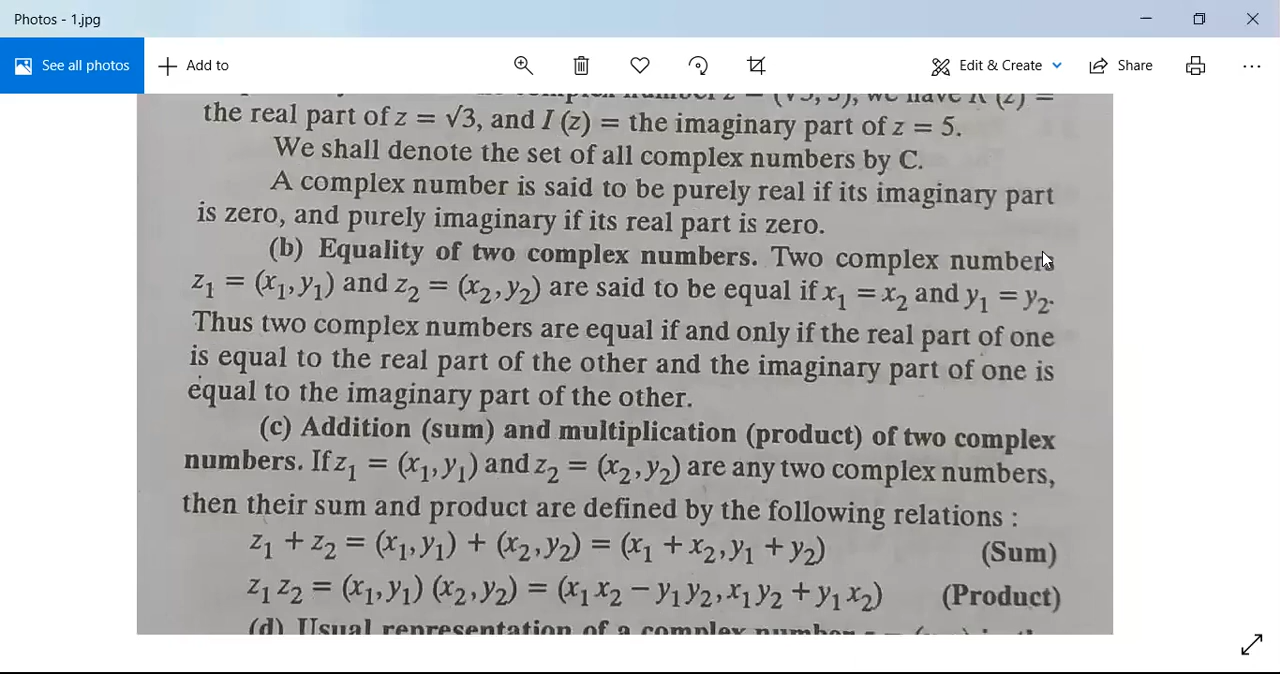 Photos - 1.jpg
See all photos
Add to
Edit & Create
Share
the real part of z = √3, and I (z) = the imaginary part of z = 5.
We shall denote the set of all complex numbers by C.
A complex number is said to be purely real if its imaginary part
is zero, and purely imaginary if its real part is zero.
(b) Equality of two complex numbers. Two complex numbers
z₁ = (x₁, y₁) and z₂ = (x₂, y₂) are said to be equal if x₁ = x₂ and y₁ = y₂.
Thus two complex numbers are equal if and only if the real part of one
is equal to the real part of the other and the imaginary part of one is
equal to the imaginary part of the other.
(c) Addition (sum) and multiplication (product) of two complex
numbers. If z₁ = (x₁, y₁) and z₂ = (x₂, y₂) are any two complex numbers,
then their sum and product are defined by the following relations :
z₁ + z₂ = (x₁, y₁) + (x₂, y₂) = (x₁ + x₂, y₁ + y₂) (Sum)
z₁ z₂ = (x₁, y₁) (x₂, y₂) = (x₁ x₂ − y₁ y₂, x₁ y₂ + y₁ x₂) (Product)
(d) Usual representation of a complex number